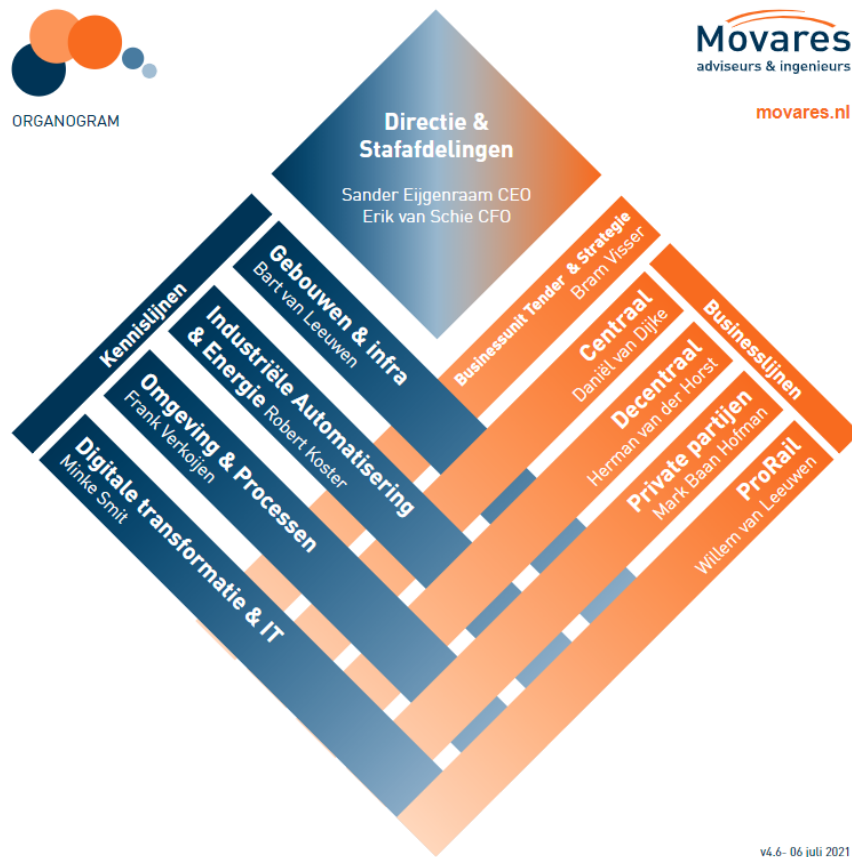 ORGANOGRAM
Movares
adviseurs & ingenieurs
movares.nl
Directie &
Stafafdelingen
Sander Eijgenraam CEO
Erik van Schie CFO
Kennislijnen
Gebouwen & infra
Bart van Leeuwen
Industriële Automatisering
& Energie Robert Koster
Omgeving & Processen
Frank Verkoijen
Digitale transformatie & IT
Minke Smit
Businessunit Tender & Strategie
Bram Visser
Businesslijnen
Centraal
Daniël van Dijke
Decentraal
Herman van der Horst
Private partijen
Mark Baan Hofman
ProRail
Willem van Leeuwen
v4.6- 06 juli 2021